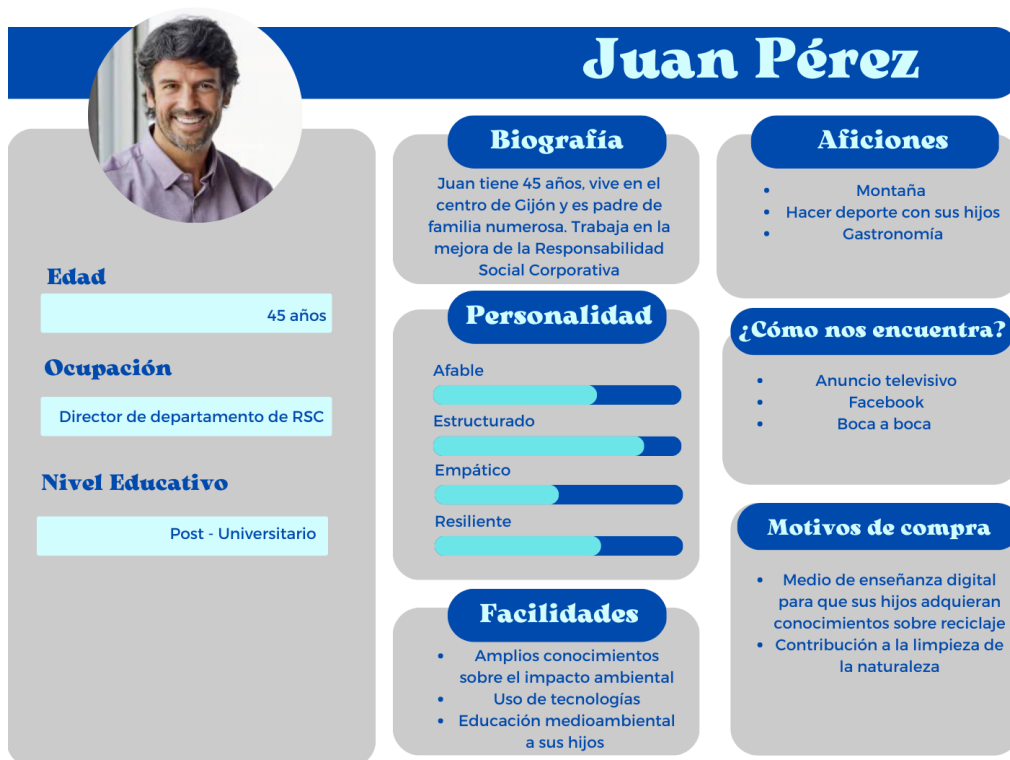 Juan Pérez
Edad
45 años
Ocupación
Director de departamento de RSC
Nivel Educativo
Post - Universitario
Biografía
Juan tiene 45 años, vive en el
centro de Gijón y es padre de
familia numerosa. Trabaja en la
mejora de la Responsabilidad
Social Corporativa
Personalidad
Afable
Estructurado
Empático
Resiliente
Facilidades
• Amplios conocimientos
sobre el impacto ambiental
• Uso de tecnologías
• Educación medioambiental
a sus hijos
Aficiones
• Montaña
• Hacer deporte con sus hijos
• Gastronomía
¿Cómo nos encuentra?
• Anuncio televisivo
• Facebook
• Boca a boca
Motivos de compra
• Medio de enseñanza digital
para que sus hijos adquieran
conocimientos sobre reciclaje
• Contribución a la limpieza de
la naturaleza